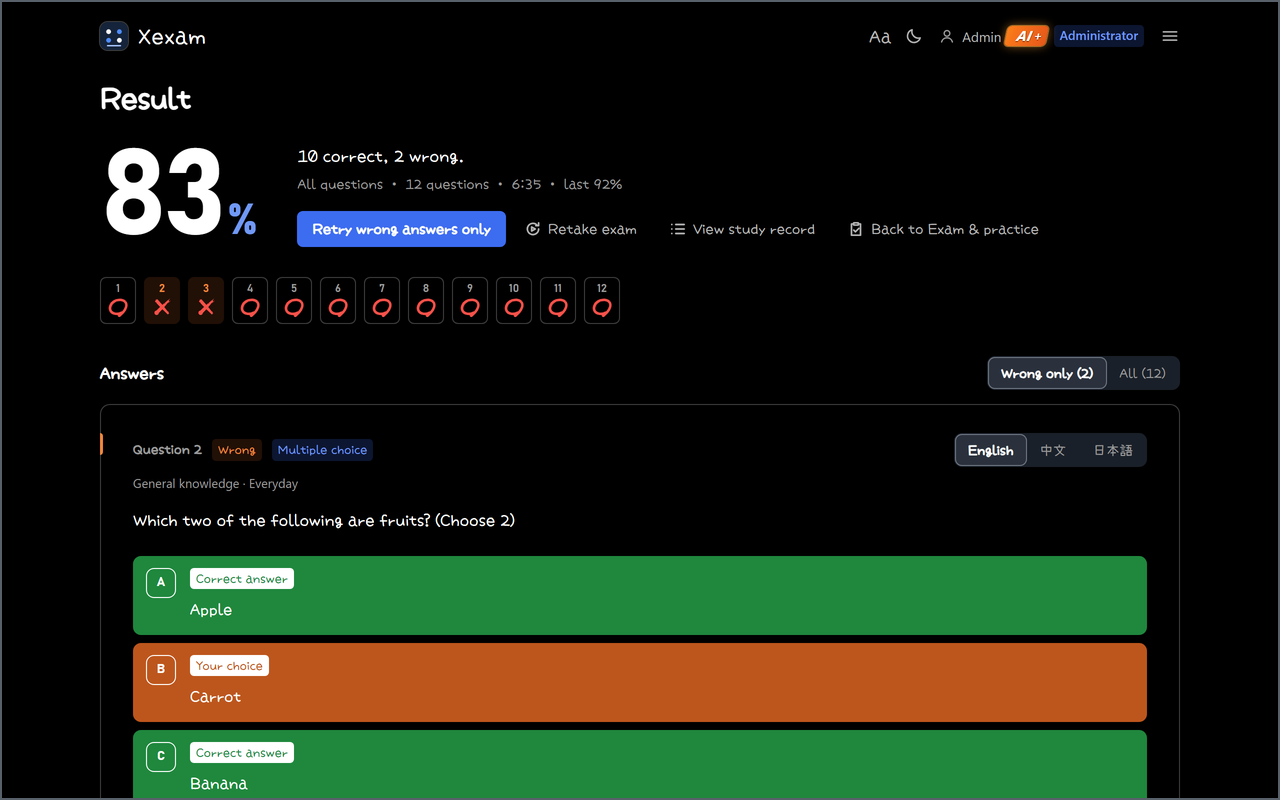 Xexam
Aa
Admin AI+ Administrator
Result
83%
10 correct, 2 wrong.
All questions • 12 questions • 6:35 • last 92%
Retry wrong answers only
Retake exam
View study record
Back to Exam & practice
1 2 3 4 5 6 7 8 9 10 11 12
Answers
Wrong only (2)
All (12)
Question 2 Wrong Multiple choice
English 中文 日本語
General knowledge · Everyday
Which two of the following are fruits? (Choose 2)
A
Correct answer
Apple
B
Your choice
Carrot
C
Correct answer
Banana